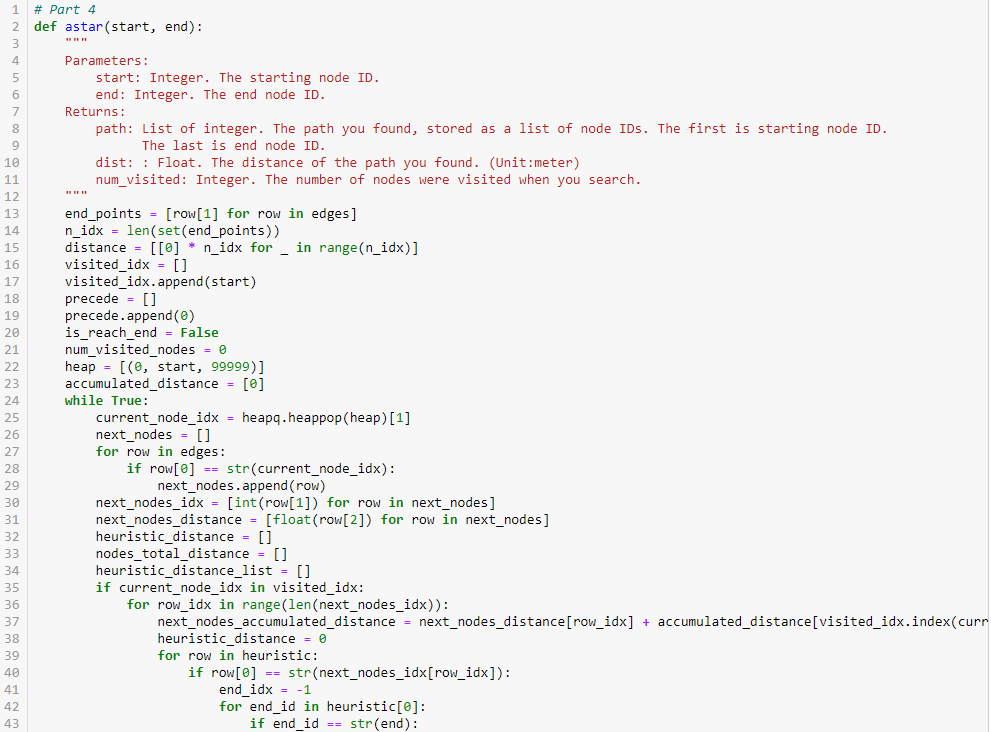 1 # Part 4
2 def astar(start, end):
3     """
4     Parameters:
5         start: Integer. The starting node ID.
6         end: Integer. The end node ID.
7     Returns:
8         path: List of integer. The path you found, stored as a list of node IDs. The first is starting node ID.
9               The last is end node ID.
10         dist: : Float. The distance of the path you found. (Unit:meter)
11         num_visited: Integer. The number of nodes were visited when you search.
12     """
13     end_points = [row[1] for row in edges]
14     n_idx = len(set(end_points))
15     distance = [[0] * n_idx for _ in range(n_idx)]
16     visited_idx = []
17     visited_idx.append(start)
18     precede = []
19     precede.append(0)
20     is_reach_end = False
21     num_visited_nodes = 0
22     heap = [(0, start, 99999)]
23     accumulated_distance = [0]
24     while True:
25         current_node_idx = heapq.heappop(heap)[1]
26         next_nodes = []
27         for row in edges:
28             if row[0] == str(current_node_idx):
29                 next_nodes.append(row)
30         next_nodes_idx = [int(row[1]) for row in next_nodes]
31         next_nodes_distance = [float(row[2]) for row in next_nodes]
32         heuristic_distance = []
33         nodes_total_distance = []
34         heuristic_distance_list = []
35         if current_node_idx in visited_idx:
36             for row_idx in range(len(next_nodes_idx)):
37                 next_nodes_accumulated_distance = next_nodes_distance[row_idx] + accumulated_distance[visited_idx.index(curr
38                 heuristic_distance = 0
39                 for row in heuristic:
40                     if row[0] == str(next_nodes_idx[row_idx]):
41                         end_idx = -1
42                         for end_id in heuristic[0]:
43                             if end_id == str(end):